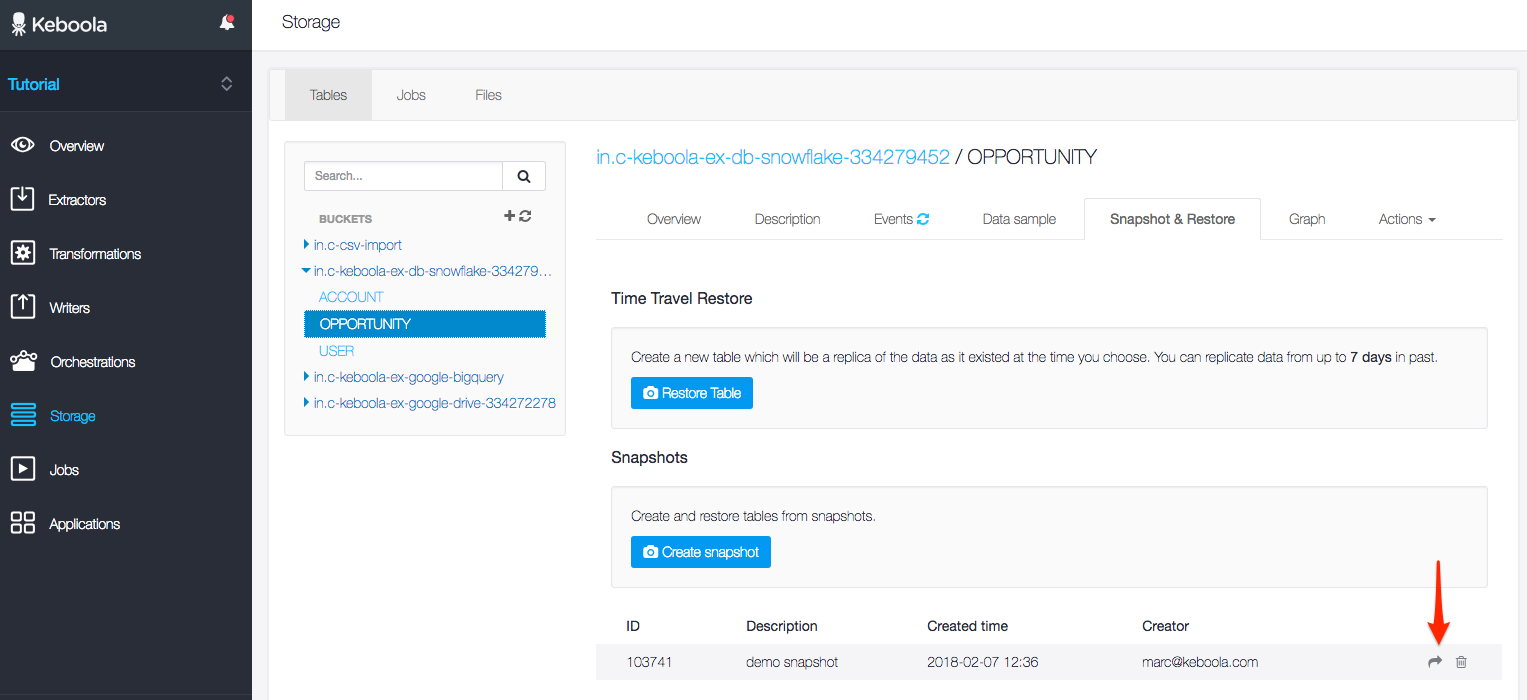 Keboola
Storage
Tutorial
Overview
Extractors
Transformations
Writers
Orchestrations
Storage
Jobs
Applications
Tables Jobs Files
Search...
BUCKETS
in.c-csv-import
in.c-keboola-ex-db-snowflake-334279...
ACCOUNT
OPPORTUNITY
USER
in.c-keboola-ex-google-bigquery
in.c-keboola-ex-google-drive-334272278
in.c-keboola-ex-db-snowflake-334279452 / OPPORTUNITY
Overview Description Events Data sample Snapshot & Restore Graph Actions
Time Travel Restore
Create a new table which will be a replica of the data as it existed at the time you choose. You can replicate data from up to 7 days in past.
Restore Table
Snapshots
Create and restore tables from snapshots.
Create snapshot
ID Description Created time Creator
103741 demo snapshot 2018-02-07 12:36 marc@keboola.com